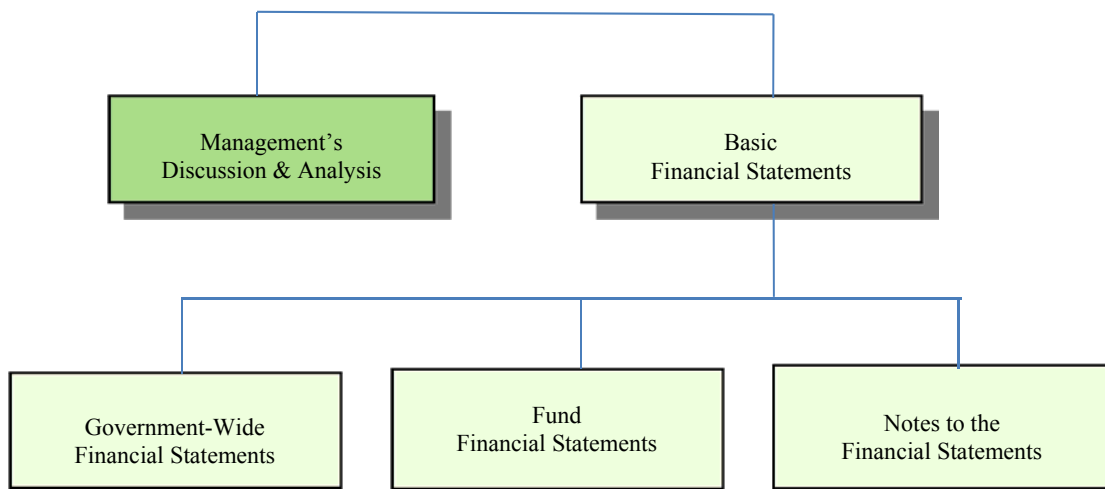 Management’s
Discussion & Analysis
Basic
Financial Statements
Government-Wide
Financial Statements
Fund
Financial Statements
Notes to the
Financial Statements